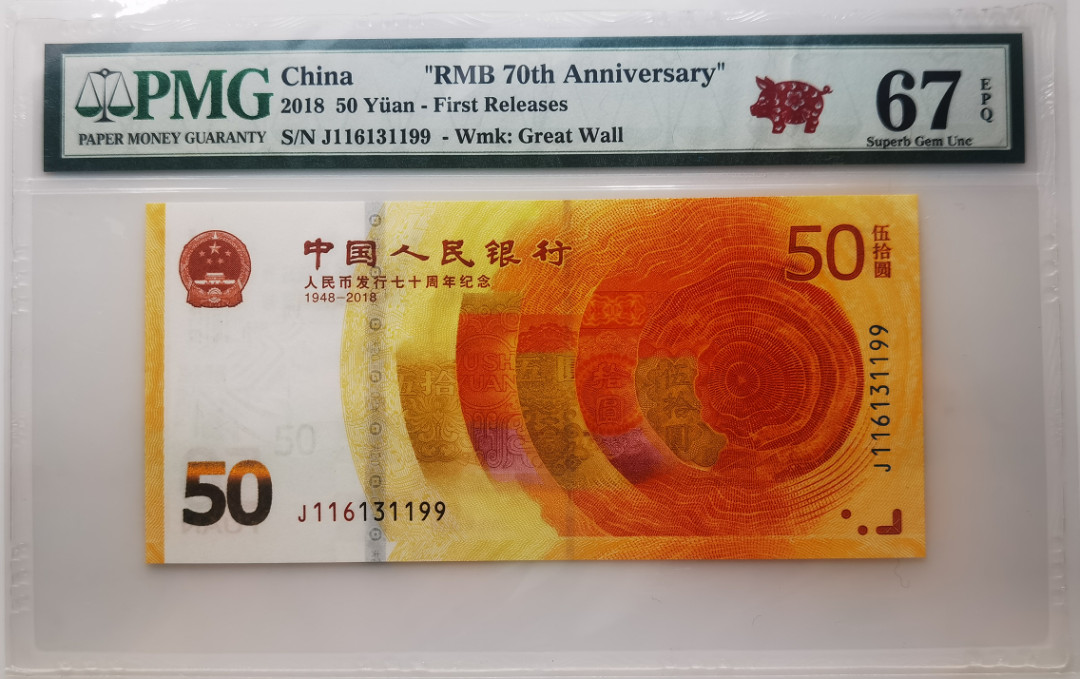 PMG
PAPER MONEY GUARANTY
China "RMB 70th Anniversary"
2018 50 Yüan - First Releases
S/N J116131199 - Wmk: Great Wall
67
EPQ
Superb Gem Unc
中国人民银行
人民币发行七十周年纪念
1948-2018
50
伍拾圆
J116131199
50
50
J116131199